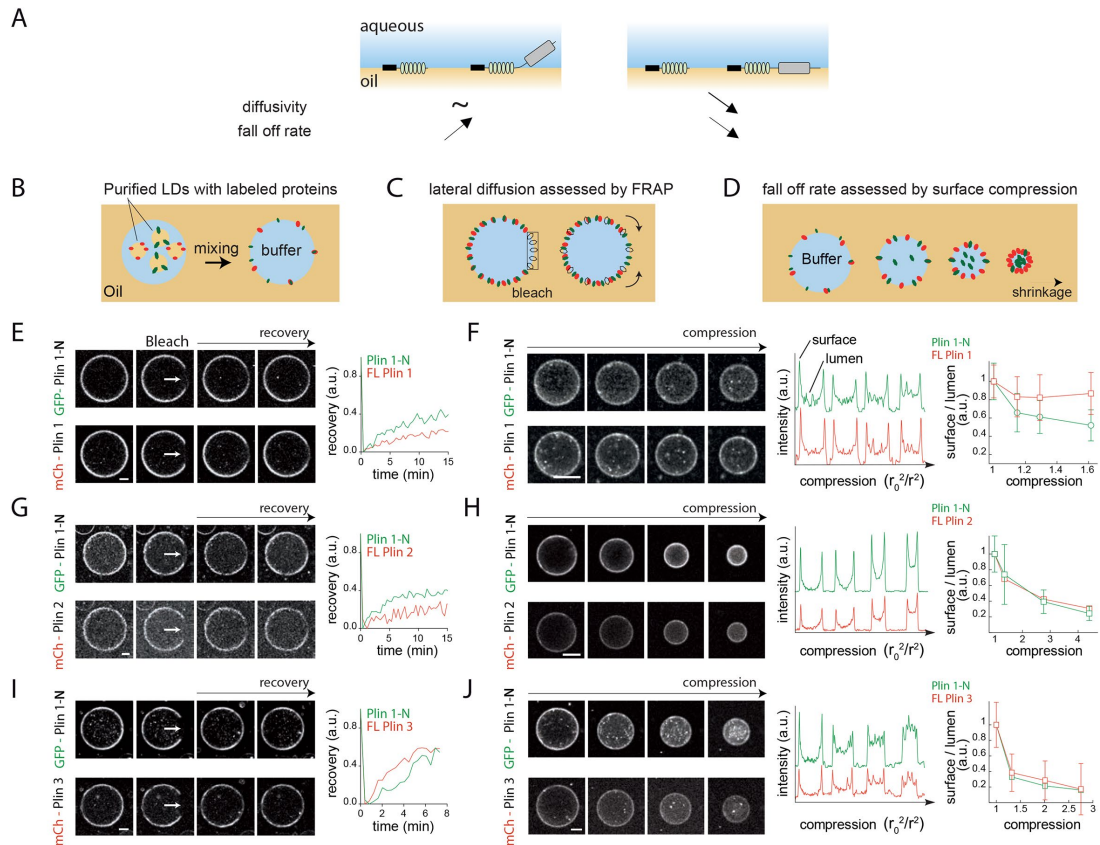 A
aqueous
oil
diffusivity
~
fall off rate
B
Purified LDs with labeled proteins
mixing
buffer
Oil
C
lateral diffusion assessed by FRAP
bleach
D
fall off rate assessed by surface compression
Buffer
shrinkage
E
Bleach
recovery
GFP- Plin 1-N
mCh - Plin 1
Plin 1-N
FL Plin 1
recovery (a.u.)
0.8
0.4
0.0
0 5 10 15
time (min)
F
compression
GFP - Plin 1-N
mCh - Plin 1
surface
lumen
intensity (a.u.)
compression (r₀²/r²)
Plin 1-N
FL Plin 1
surface / lumen
(a.u.)
1
0.8
0.6
0.4
0.2
1 1.2 1.4 1.6
compression
G
recovery
GFP - Plin 1-N
mCh - Plin 2
Plin 1-N
FL Plin 2
recovery (a.u.)
0.8
0.4
0
0 5 10 15
time (min)
H
compression
GFP - Plin 1-N
mCh - Plin 2
intensity (a.u.)
compression (r₀²/r²)
Plin 1-N
FL Plin 2
surface / lumen
(a.u.)
1
0.8
0.6
0.4
0.2
0 1 2 3 4
compression
I
recovery
GFP - Plin 1-N
mCh - Plin 3
Plin 1-N
FL Plin 3
recovery (a.u.)
0.8
0.4
0.0
0 4 6 8
time (min)
J
compression
GFP - Plin 1-N
mCh - Plin 3
intensity (a.u.)
compression (r₀²/r²)
Plin 1-N
FL Plin 3
surface / lumen
(a.u.)
1
0.8
0.6
0.4
0.2
1 1.5 2 2.5 3
compression